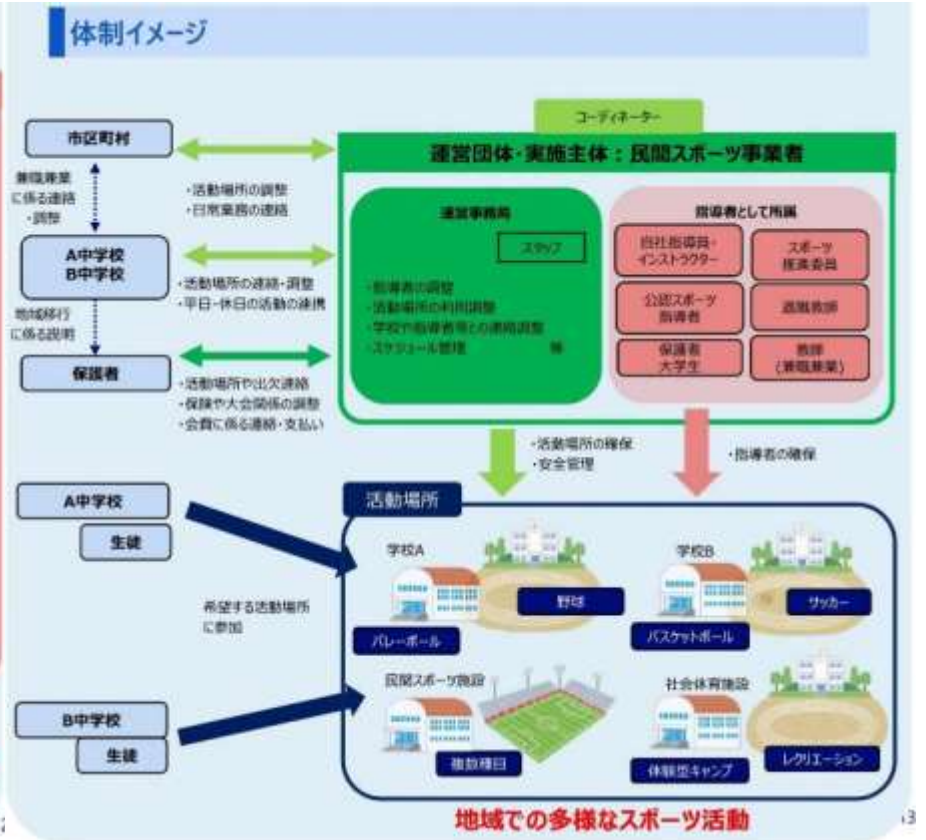 体制イメージ
コーディネーター
市区町村
運営団体・実施主体：民間スポーツ事業者
兼職兼業
に係る連絡
・調整
・活動場所の調整
・日常業務の連絡
運営事務局
スタッフ
・指導者の調整
・活動場所の利用調整
・学校や指導者等との連絡調整
・スケジュール管理 等
指導者として所属
自社指導員・
インストラクター
スポーツ
推進委員
公認スポーツ
指導者
退職教師
保護者
大学生
教師
(兼職兼業)
A中学校
B中学校
・活動場所の連絡・調整
・平日・休日の活動の連携
地域移行
に係る説明
保護者
・活動場所や出欠連絡
・保険や大会関係の調整
・会費に係る連絡・支払い
・活動場所の確保
・安全管理
・指導者の確保
A中学校
生徒
活動場所
学校A
野球
バレーボール
学校B
サッカー
バスケットボール
希望する活動場所
に参加
民間スポーツ施設
複数種目
社会体育施設
体験型キャンプ
レクリエーション
B中学校
生徒
地域での多様なスポーツ活動
13